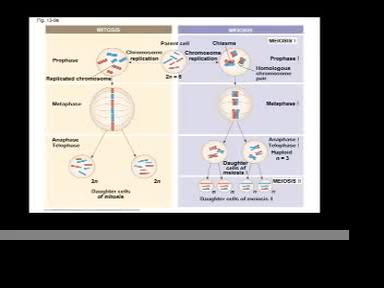 Fig. 13-9a
MITOSIS
MEIOSIS
Parent cell
Chiasma
MEIOSIS I
Prophase
Chromosome
replication
Chromosome
replication
Prophase I
Homologous
chromosome
pair
Replicated chromosome
2n = 6
Metaphase
Metaphase I
Anaphase
Telophase
Anaphase I
Telophase I
Haploid
n = 3
Daughter
cells of
meiosis I
2n
2n
MEIOSIS II
Daughter cells
of mitosis
n
n
n
n
Daughter cells of meiosis II